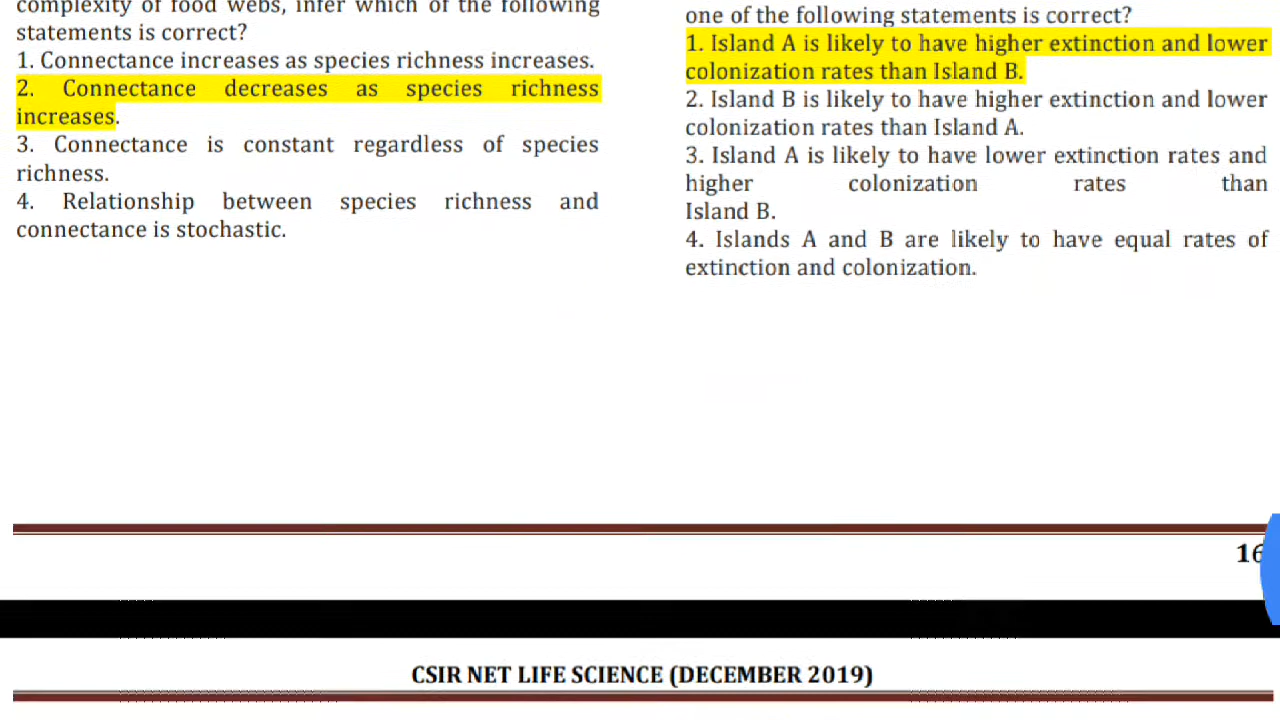 complexity of food webs, infer which of the following
statements is correct?
1. Connectance increases as species richness increases.
2. Connectance decreases as species richness
increases.
3. Connectance is constant regardless of species
richness.
4. Relationship between species richness and
connectance is stochastic.
one of the following statements is correct?
1. Island A is likely to have higher extinction and lower
colonization rates than Island B.
2. Island B is likely to have higher extinction and lower
colonization rates than Island A.
3. Island A is likely to have lower extinction rates and
higher colonization rates than
Island B.
4. Islands A and B are likely to have equal rates of
extinction and colonization.
16
CSIR NET LIFE SCIENCE (DECEMBER 2019)